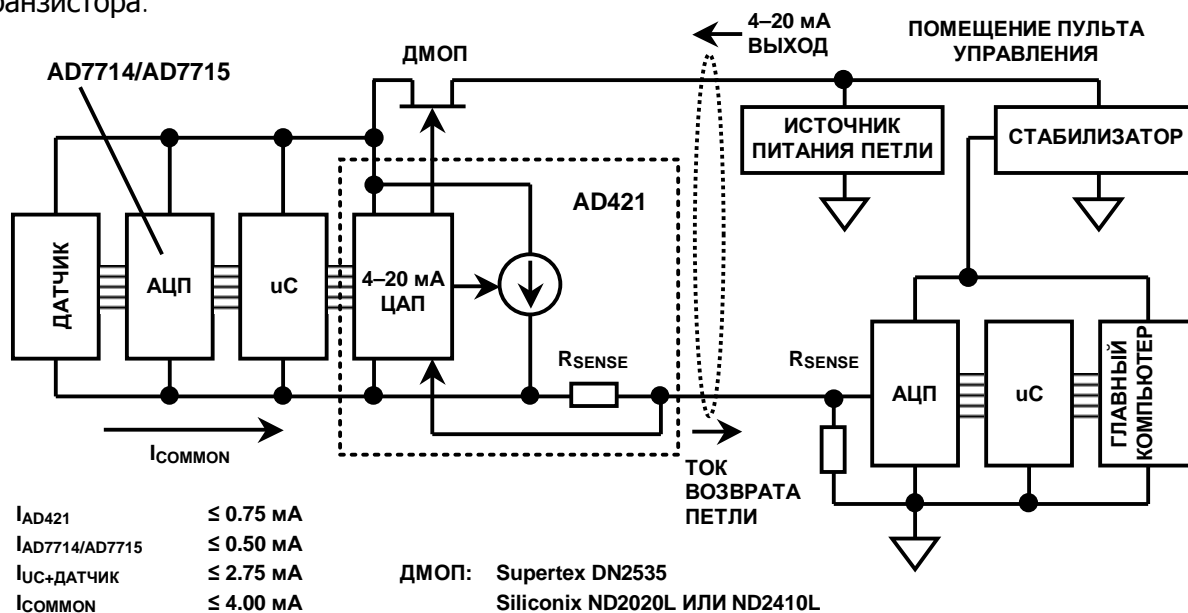 ранзистора.
4–20 мА
ВЫХОД
ПОМЕЩЕНИЕ ПУЛЬТА
УПРАВЛЕНИЯ
ДМОП
AD7714/AD7715
ИСТОЧНИК
ПИТАНИЯ ПЕТЛИ
СТАБИЛИЗАТОР
AD421
ДАТЧИК
АЦП
uC
4–20 мА
ЦАП
RSENSE
RSENSE
АЦП
uC
ГЛАВНЫЙ
КОМПЬЮТЕР
ICOMMON
ТОК
ВОЗВРАТА
ПЕТЛИ
IAD421 ≤ 0.75 мА
IAD7714/AD7715 ≤ 0.50 мА
IUC+ДАТЧИК ≤ 2.75 мА
ICOMMON ≤ 4.00 мА
ДМОП: Supertex DN2535
Siliconix ND2020L ИЛИ ND2410L